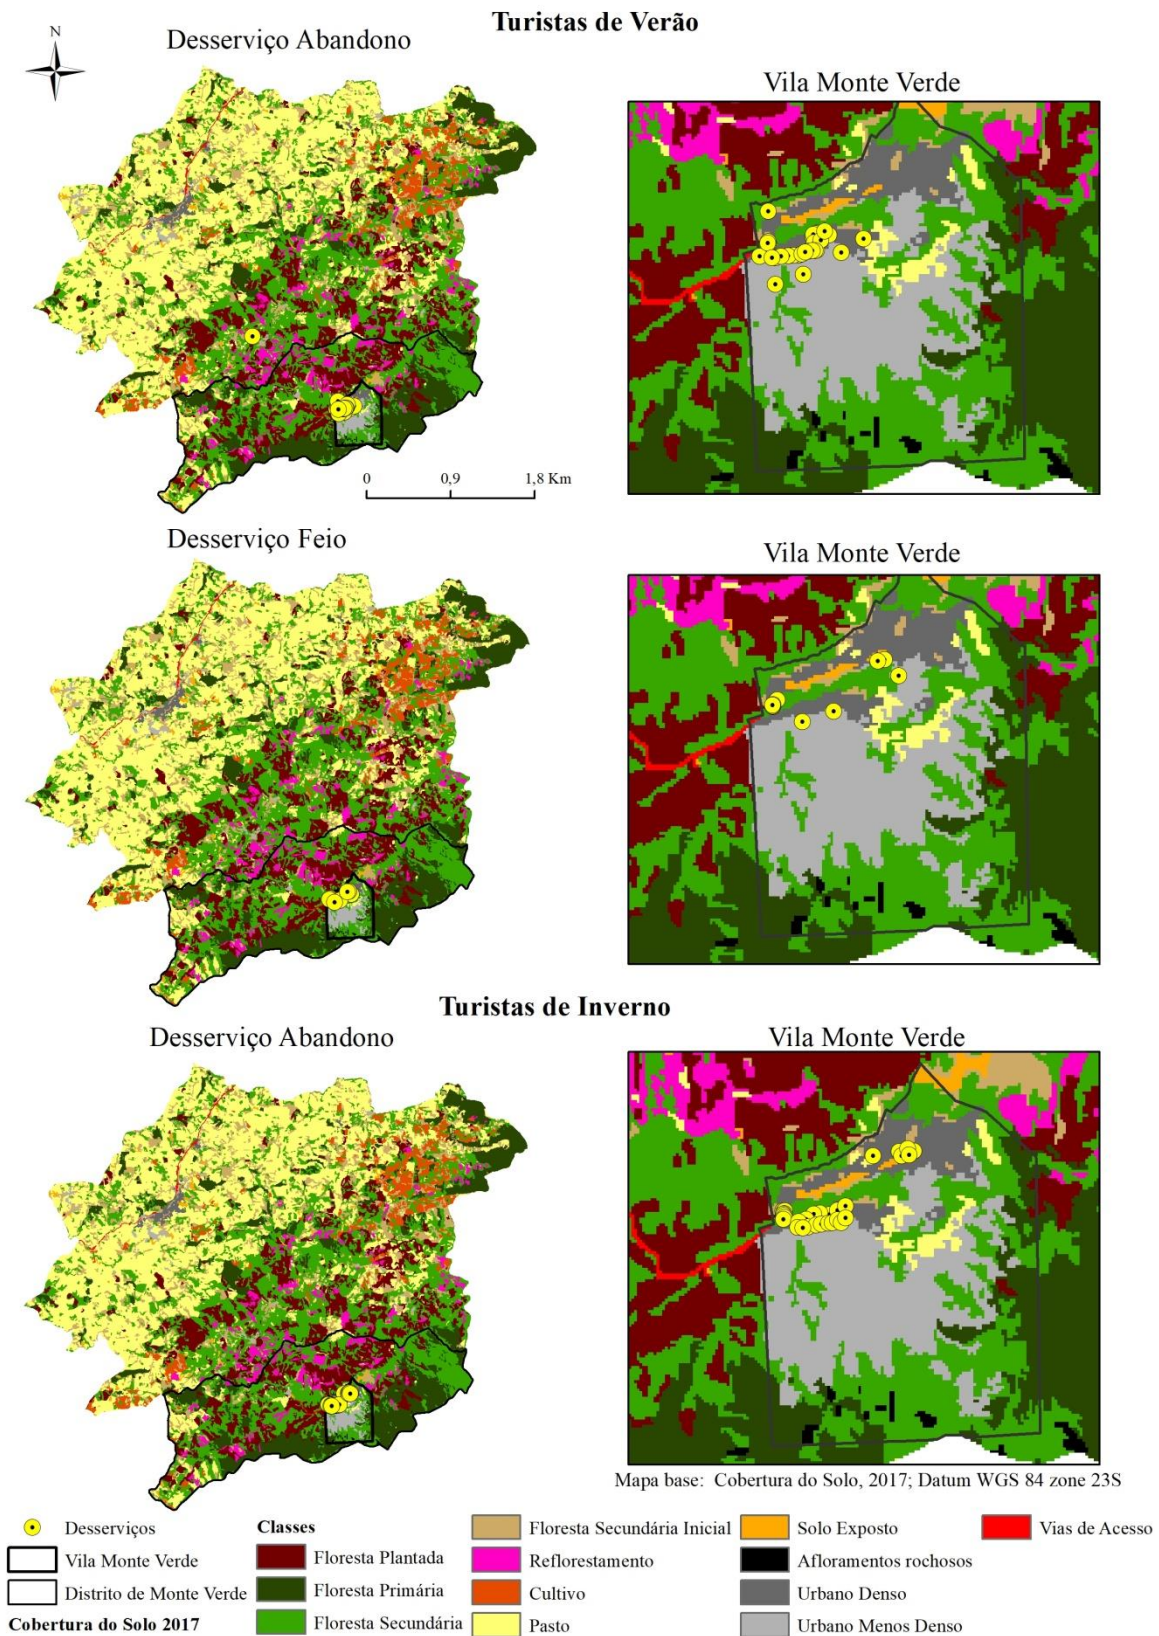 Turistas de Verão
Desserviço Abandono
N
Vila Monte Verde
0 0,9 1,8 Km
Desserviço Feio
Vila Monte Verde
Turistas de Inverno
Desserviço Abandono
Vila Monte Verde
Mapa base: Cobertura do Solo, 2017; Datum WGS 84 zone 23S
Desserviços
Vila Monte Verde
Distrito de Monte Verde
Cobertura do Solo 2017
Classes
Floresta Plantada
Floresta Primária
Floresta Secundária
Floresta Secundária Inicial
Reflorestamento
Cultivo
Pasto
Solo Exposto
Afloramentos rochosos
Urbano Denso
Urbano Menos Denso
Vias de Acesso